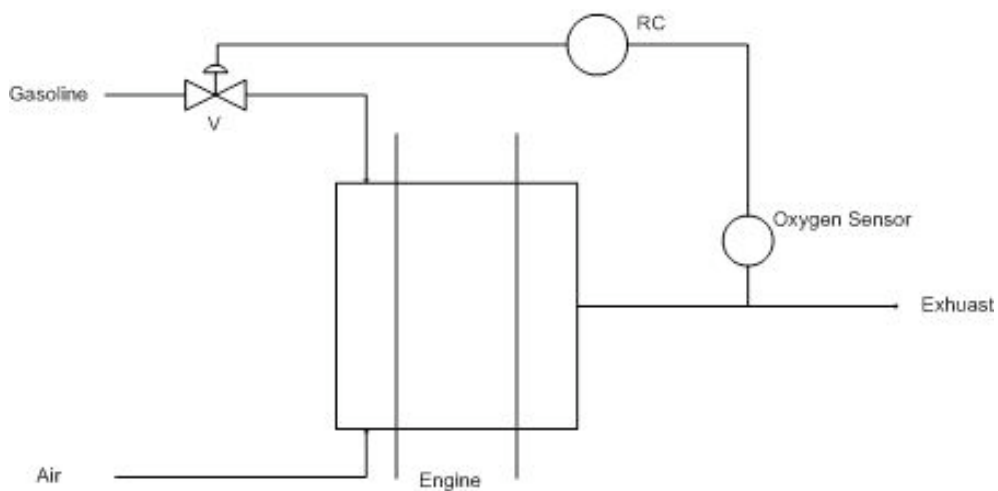 RC
Gasoline
V
Oxygen Sensor
Exhuast
Air
Engine